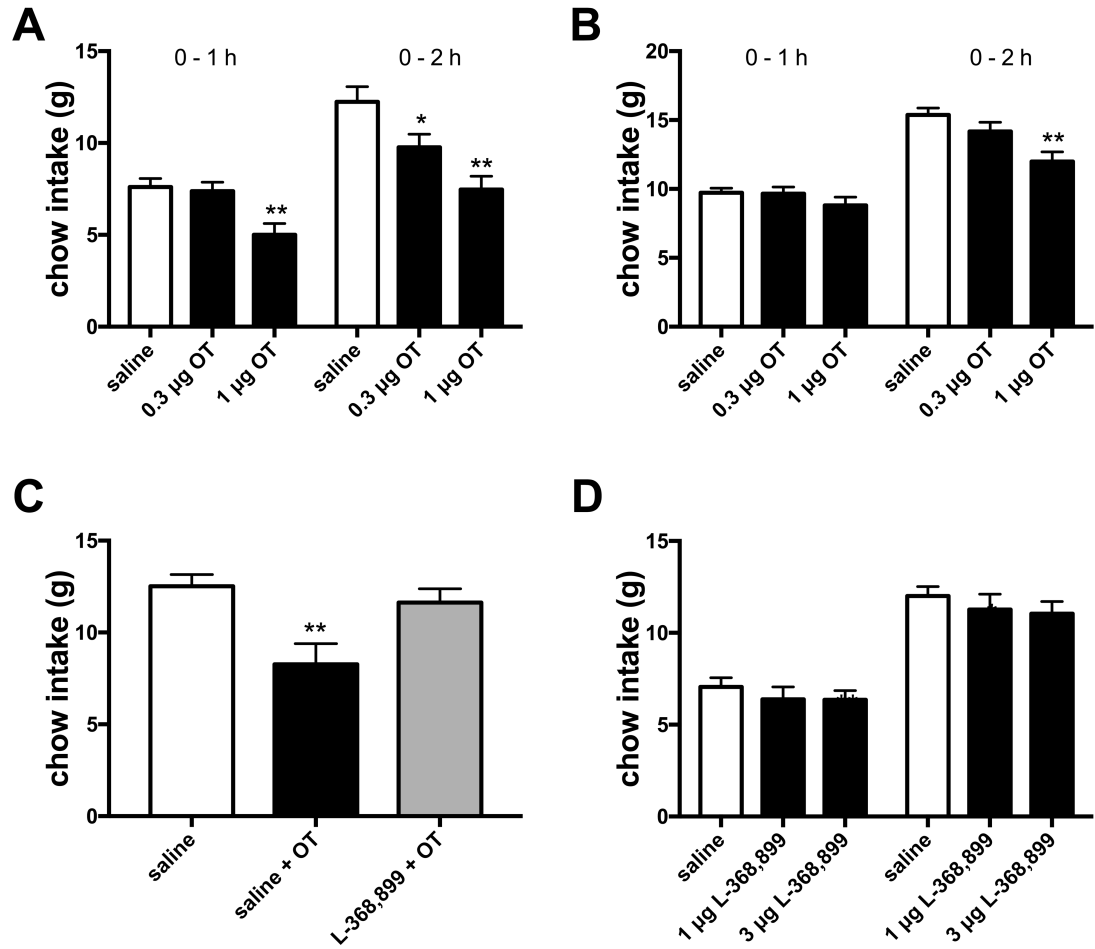 A
chow intake (g)
15
10
5
0
0 - 1 h
0 - 2 h
**
*
**
saline
0.3 µg OT
1 µg OT
saline
0.3 µg OT
1 µg OT
B
chow intake (g)
20
15
10
5
0
0 - 1 h
0 - 2 h
**
saline
0.3 µg OT
1 µg OT
saline
0.3 µg OT
1 µg OT
C
chow intake (g)
15
10
5
0
**
saline
saline + OT
L-368,899 + OT
D
chow intake (g)
15
10
5
0
saline
1 µg L-368,899
3 µg L-368,899
saline
1 µg L-368,899
3 µg L-368,899